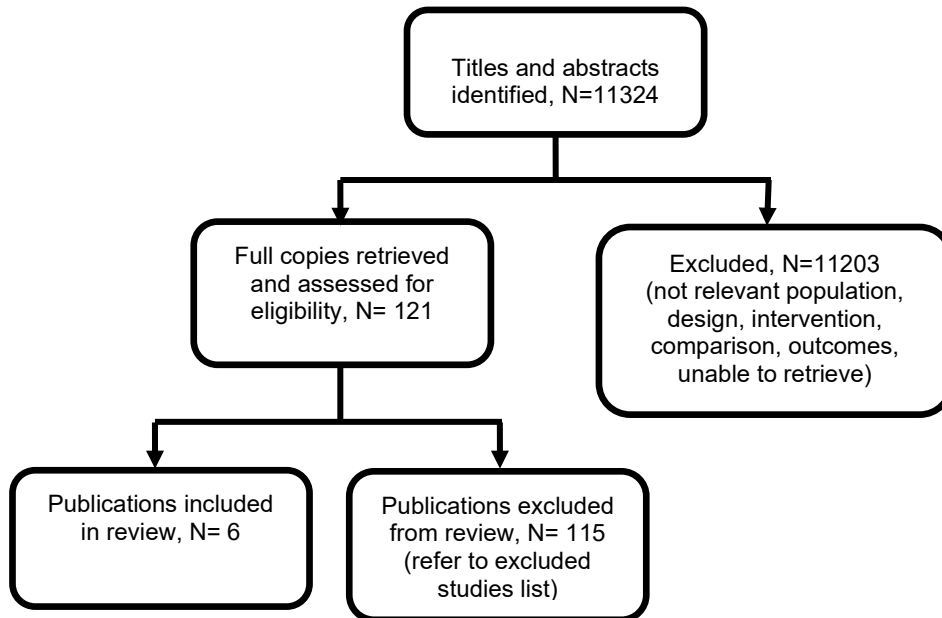 Titles and abstracts
identified, N=11324
Full copies retrieved
and assessed for
eligibility, N= 121
Excluded, N=11203
(not relevant population,
design, intervention,
comparison, outcomes,
unable to retrieve)
Publications included
in review, N= 6
Publications excluded
from review, N= 115
(refer to excluded
studies list)